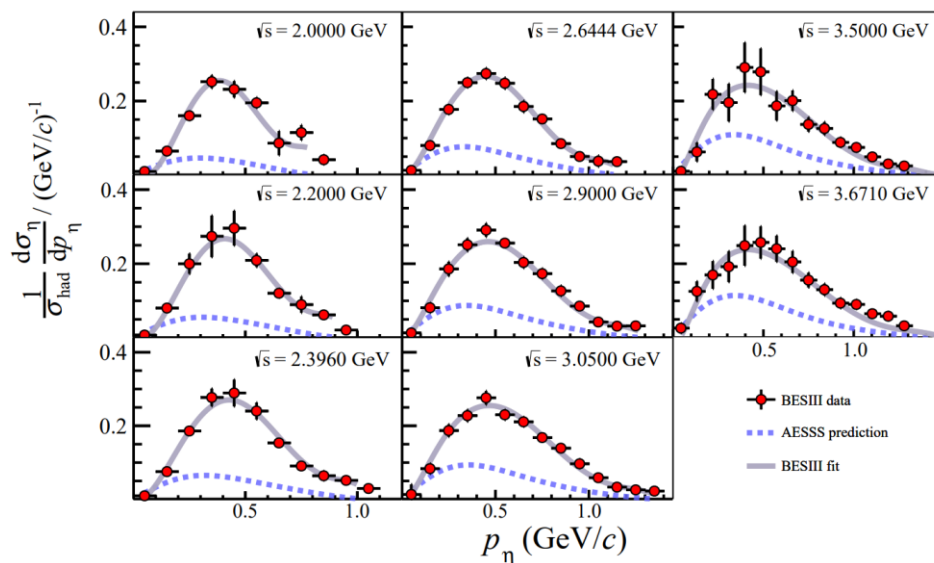 0.4
√s = 2.0000 GeV
√s = 2.6444 GeV
√s = 3.5000 GeV
0.2
0.4
√s = 2.2000 GeV
√s = 2.9000 GeV
√s = 3.6710 GeV
0.2
0.4
√s = 2.3960 GeV
√s = 3.0500 GeV
0.2
0.5 1.0
0.5 1.0
0.5 1.0
1/σhad dση/dpη / (GeV/c)⁻¹
pη (GeV/c)
BESIII data
AESSS prediction
BESIII fit